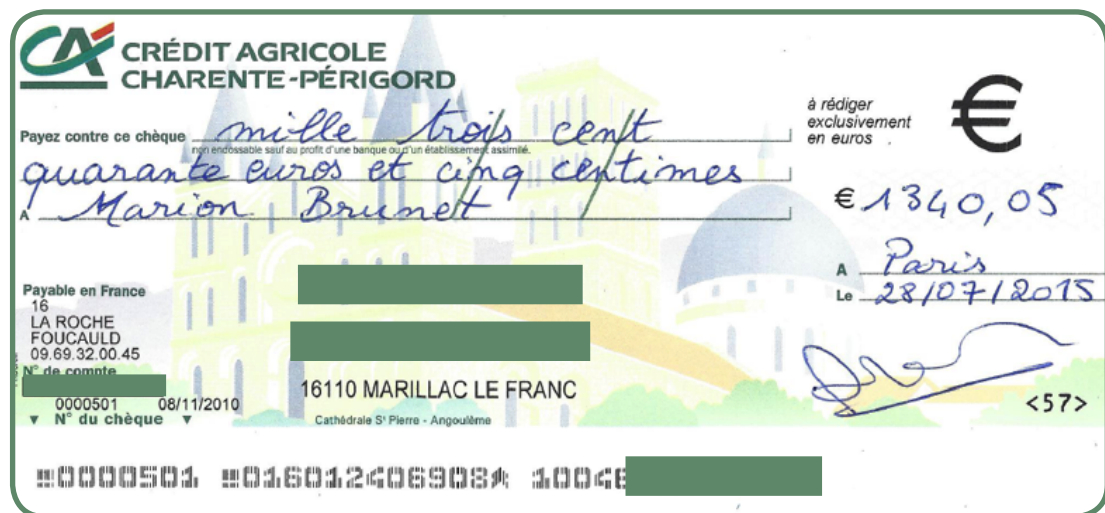 CRÉDIT AGRICOLE
CHARENTE-PÉRIGORD
à rédiger
exclusivement
en euros
€
Payez contre ce chèque mille trois cent
non endossable sauf au profit d'une banque ou d'un établissement assimilé.
quarante euros et cinq centimes
A Marion Brunet
€ 1340,05
A Paris
Le 28/07/2015
Payable en France
16
LA ROCHE
FOUCAULD
09.69.32.00.45
N° de compte
0000501 08/11/2010
▼ N° du chèque ▼
16110 MARILLAC LE FRANC
Cathédrale St Pierre - Angoulême
<57>
0000501 016012406908 1004